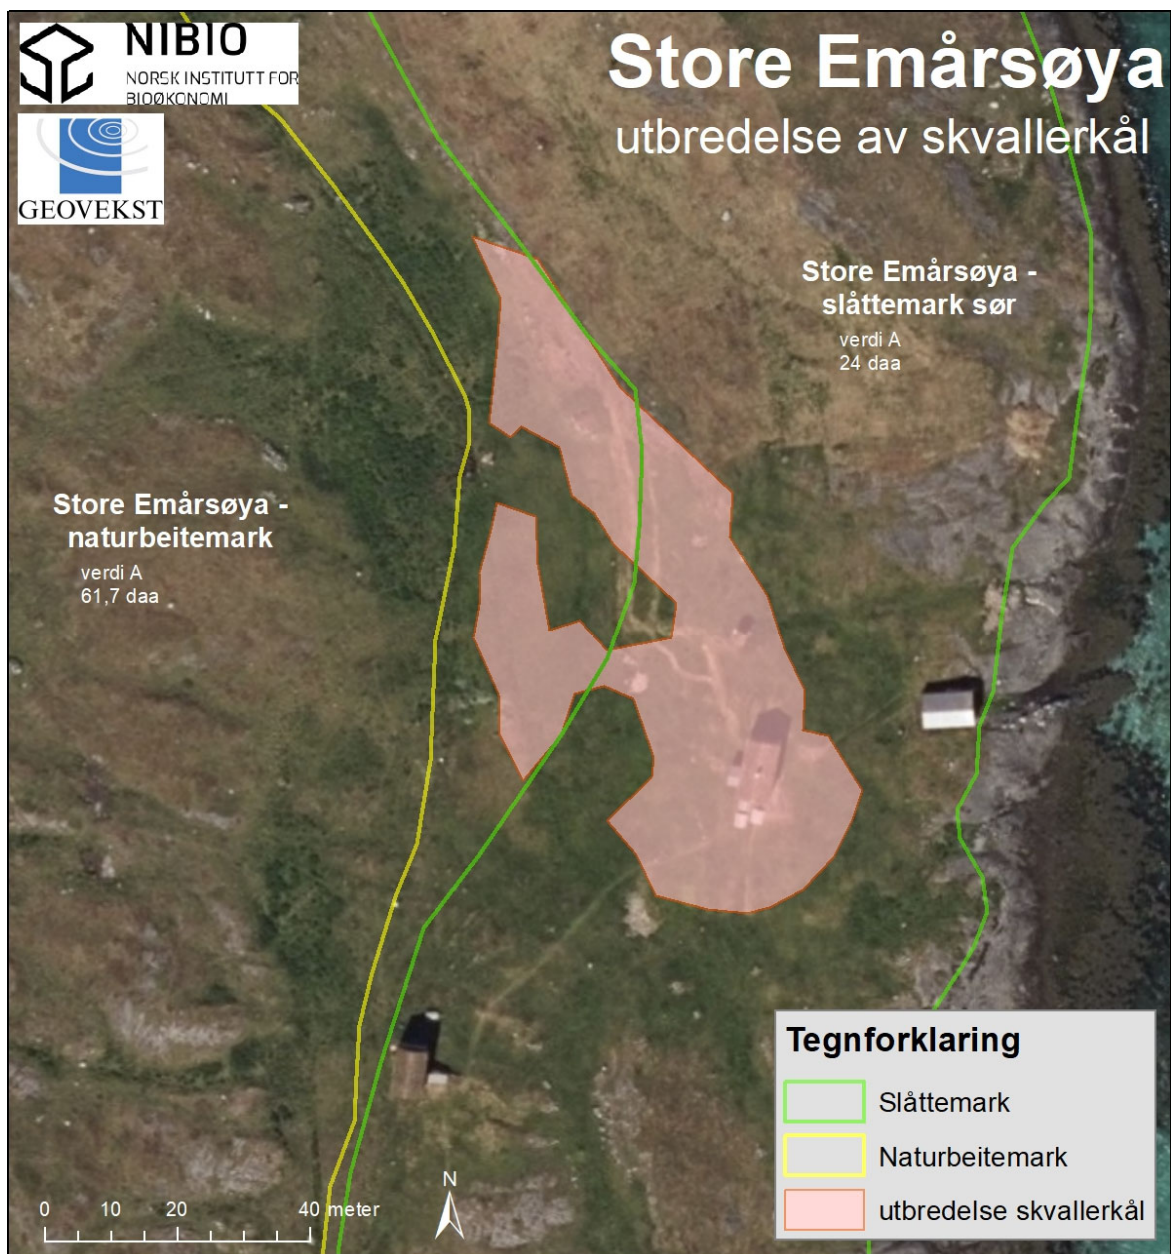 NIBIO
NORSK INSTITUTT FOR
BIOØKONOMI
GEOVEKST
Store Emårsøya
utbredelse av skvallerkål
Store Emårsøya -
slåttemark sør
verdi A
24 daa
Store Emårsøya -
naturbeitemark
verdi A
61,7 daa
Tegnforklaring
Slåttemark
Naturbeitemark
utbredelse skvallerkål
N
0 10 20 40 meter